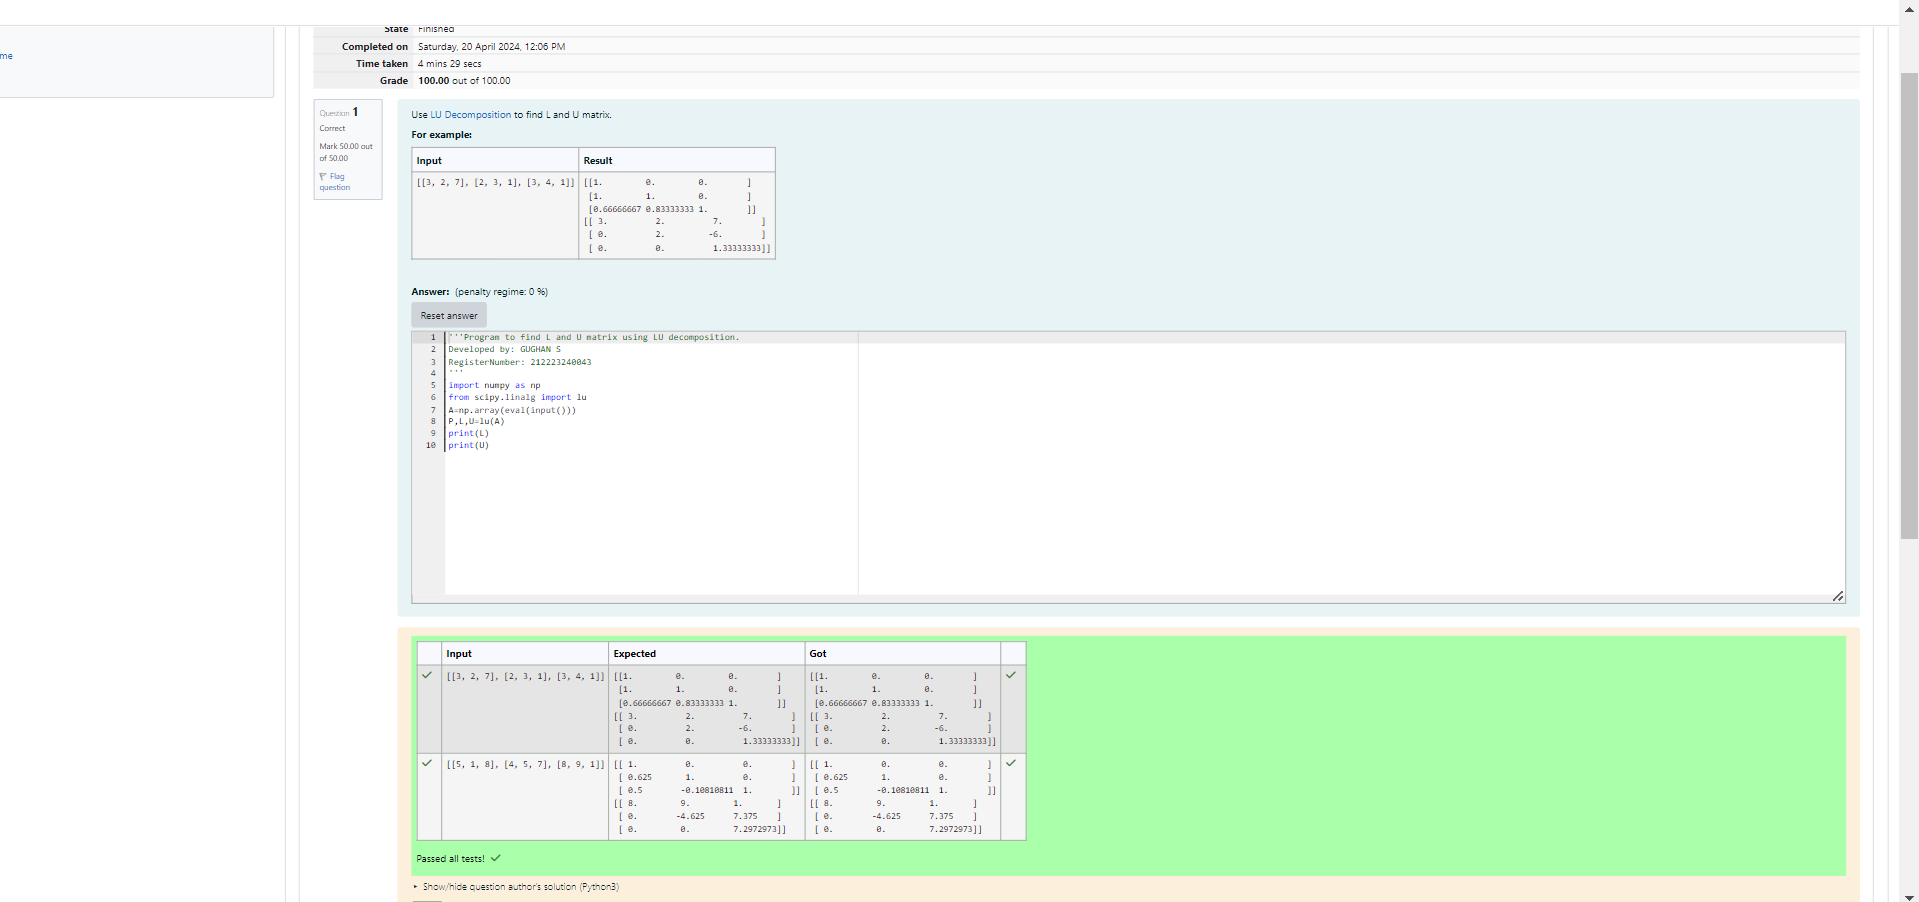 me
State Finished
Completed on Saturday, 20 April 2024, 12:06 PM
Time taken 4 mins 29 secs
Grade 100.00 out of 100.00
Question 1
Correct
Mark 50.00 out
of 50.00
Flag
question
Use LU Decomposition to find L and U matrix.
For example:
Input Result
[[3, 2, 7], [2, 3, 1], [3, 4, 1]] [[1. 0. 0. ]
[1. 1. 0. ]
[0.66666667 0.83333333 1. ]]
[[ 3. 2. 7. ]
[ 0. 2. -6. ]
[ 0. 0. 1.33333333]]
Answer: (penalty regime: 0 %)
Reset answer
1 '''Program to find L and U matrix using LU decomposition.
2 Developed by: GUGHAN S
3 RegisterNumber: 212223240043
4 '''
5 import numpy as np
6 from scipy.linalg import lu
7 A=np.array(eval(input()))
8 P,L,U=lu(A)
9 print(L)
10 print(U)
Input Expected Got
[[3, 2, 7], [2, 3, 1], [3, 4, 1]] [[1. 0. 0. ] [[1. 0. 0. ]
[1. 1. 0. ] [1. 1. 0. ]
[0.66666667 0.83333333 1. ]] [0.66666667 0.83333333 1. ]]
[[ 3. 2. 7. ] [[ 3. 2. 7. ]
[ 0. 2. -6. ] [ 0. 2. -6. ]
[ 0. 0. 1.33333333]] [ 0. 0. 1.33333333]]
[[5, 1, 8], [4, 5, 7], [8, 9, 1]] [[ 1. 0. 0. ] [[ 1. 0. 0. ]
[ 0.625 1. 0. ] [ 0.625 1. 0. ]
[ 0.5 -0.10810811 1. ]] [ 0.5 -0.10810811 1. ]]
[[ 8. 9. 1. ] [[ 8. 9. 1. ]
[ 0. -4.625 7.375 ] [ 0. -4.625 7.375 ]
[ 0. 0. 7.2972973]] [ 0. 0. 7.2972973]]
Passed all tests!
Show/hide question author's solution (Python3)